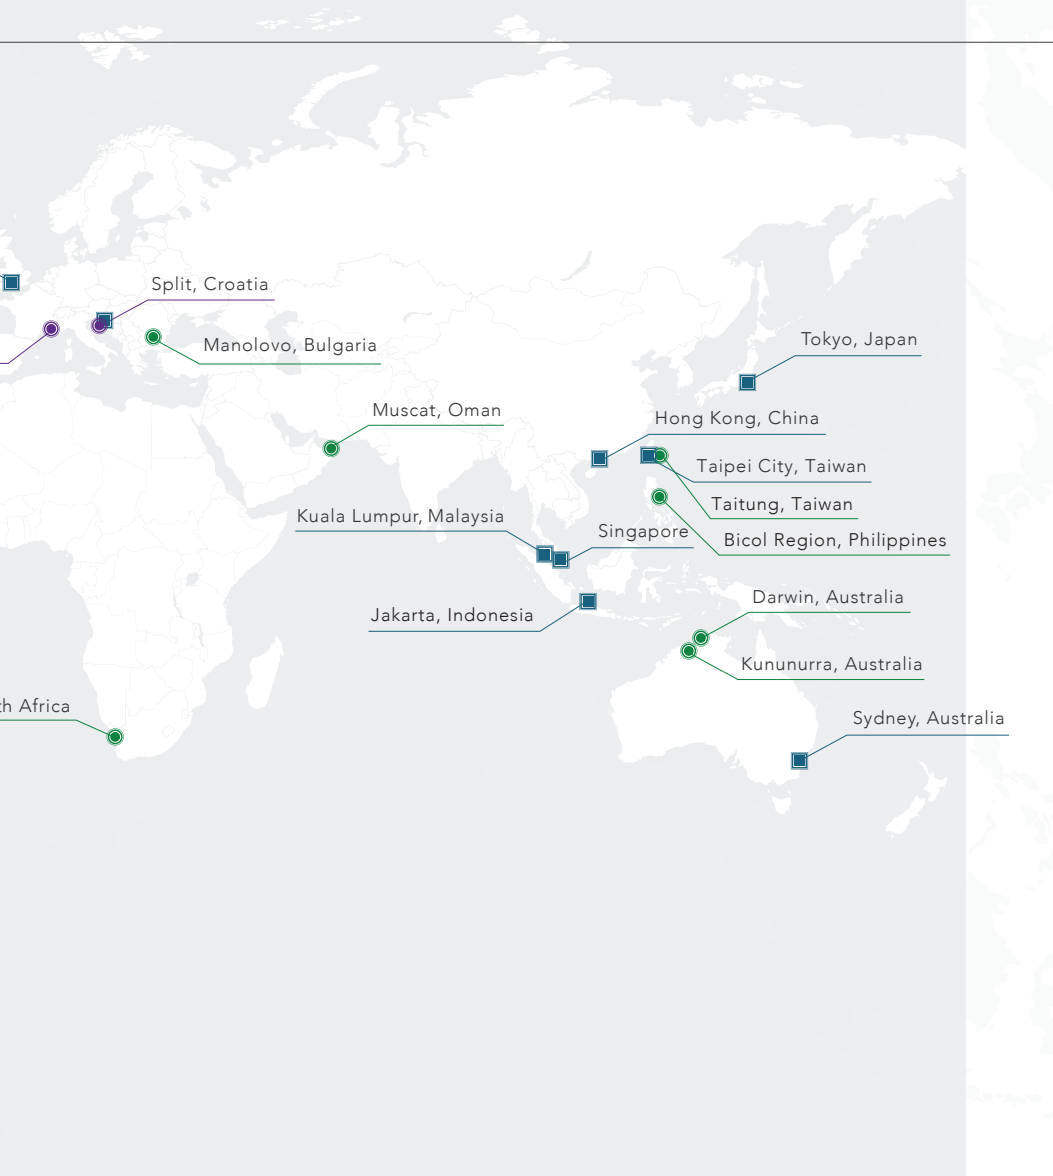 Split, Croatia
Manolovo, Bulgaria
Tokyo, Japan
Muscat, Oman
Hong Kong, China
Taipei City, Taiwan
Taitung, Taiwan
Kuala Lumpur, Malaysia
Singapore
Bicol Region, Philippines
Darwin, Australia
Jakarta, Indonesia
Kununurra, Australia
th Africa
Sydney, Australia